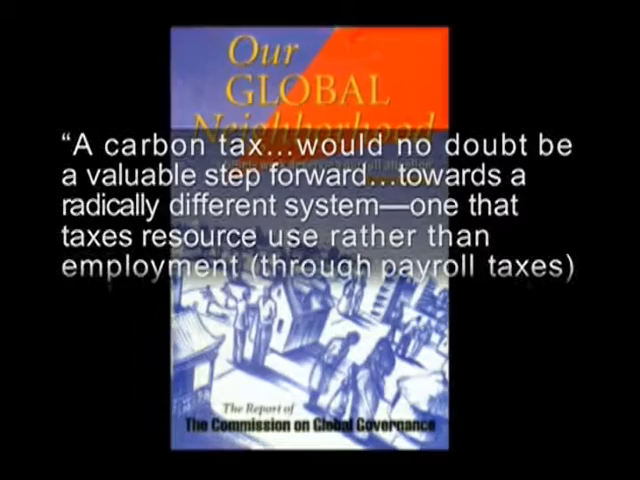 Our
GLOBAL
Neighborhood
“A carbon tax...would no doubt be
a valuable step forward...towards a
radically different system—one that
taxes resource use rather than
employment (through payroll taxes)
The Report of
The Commission on Global Governance